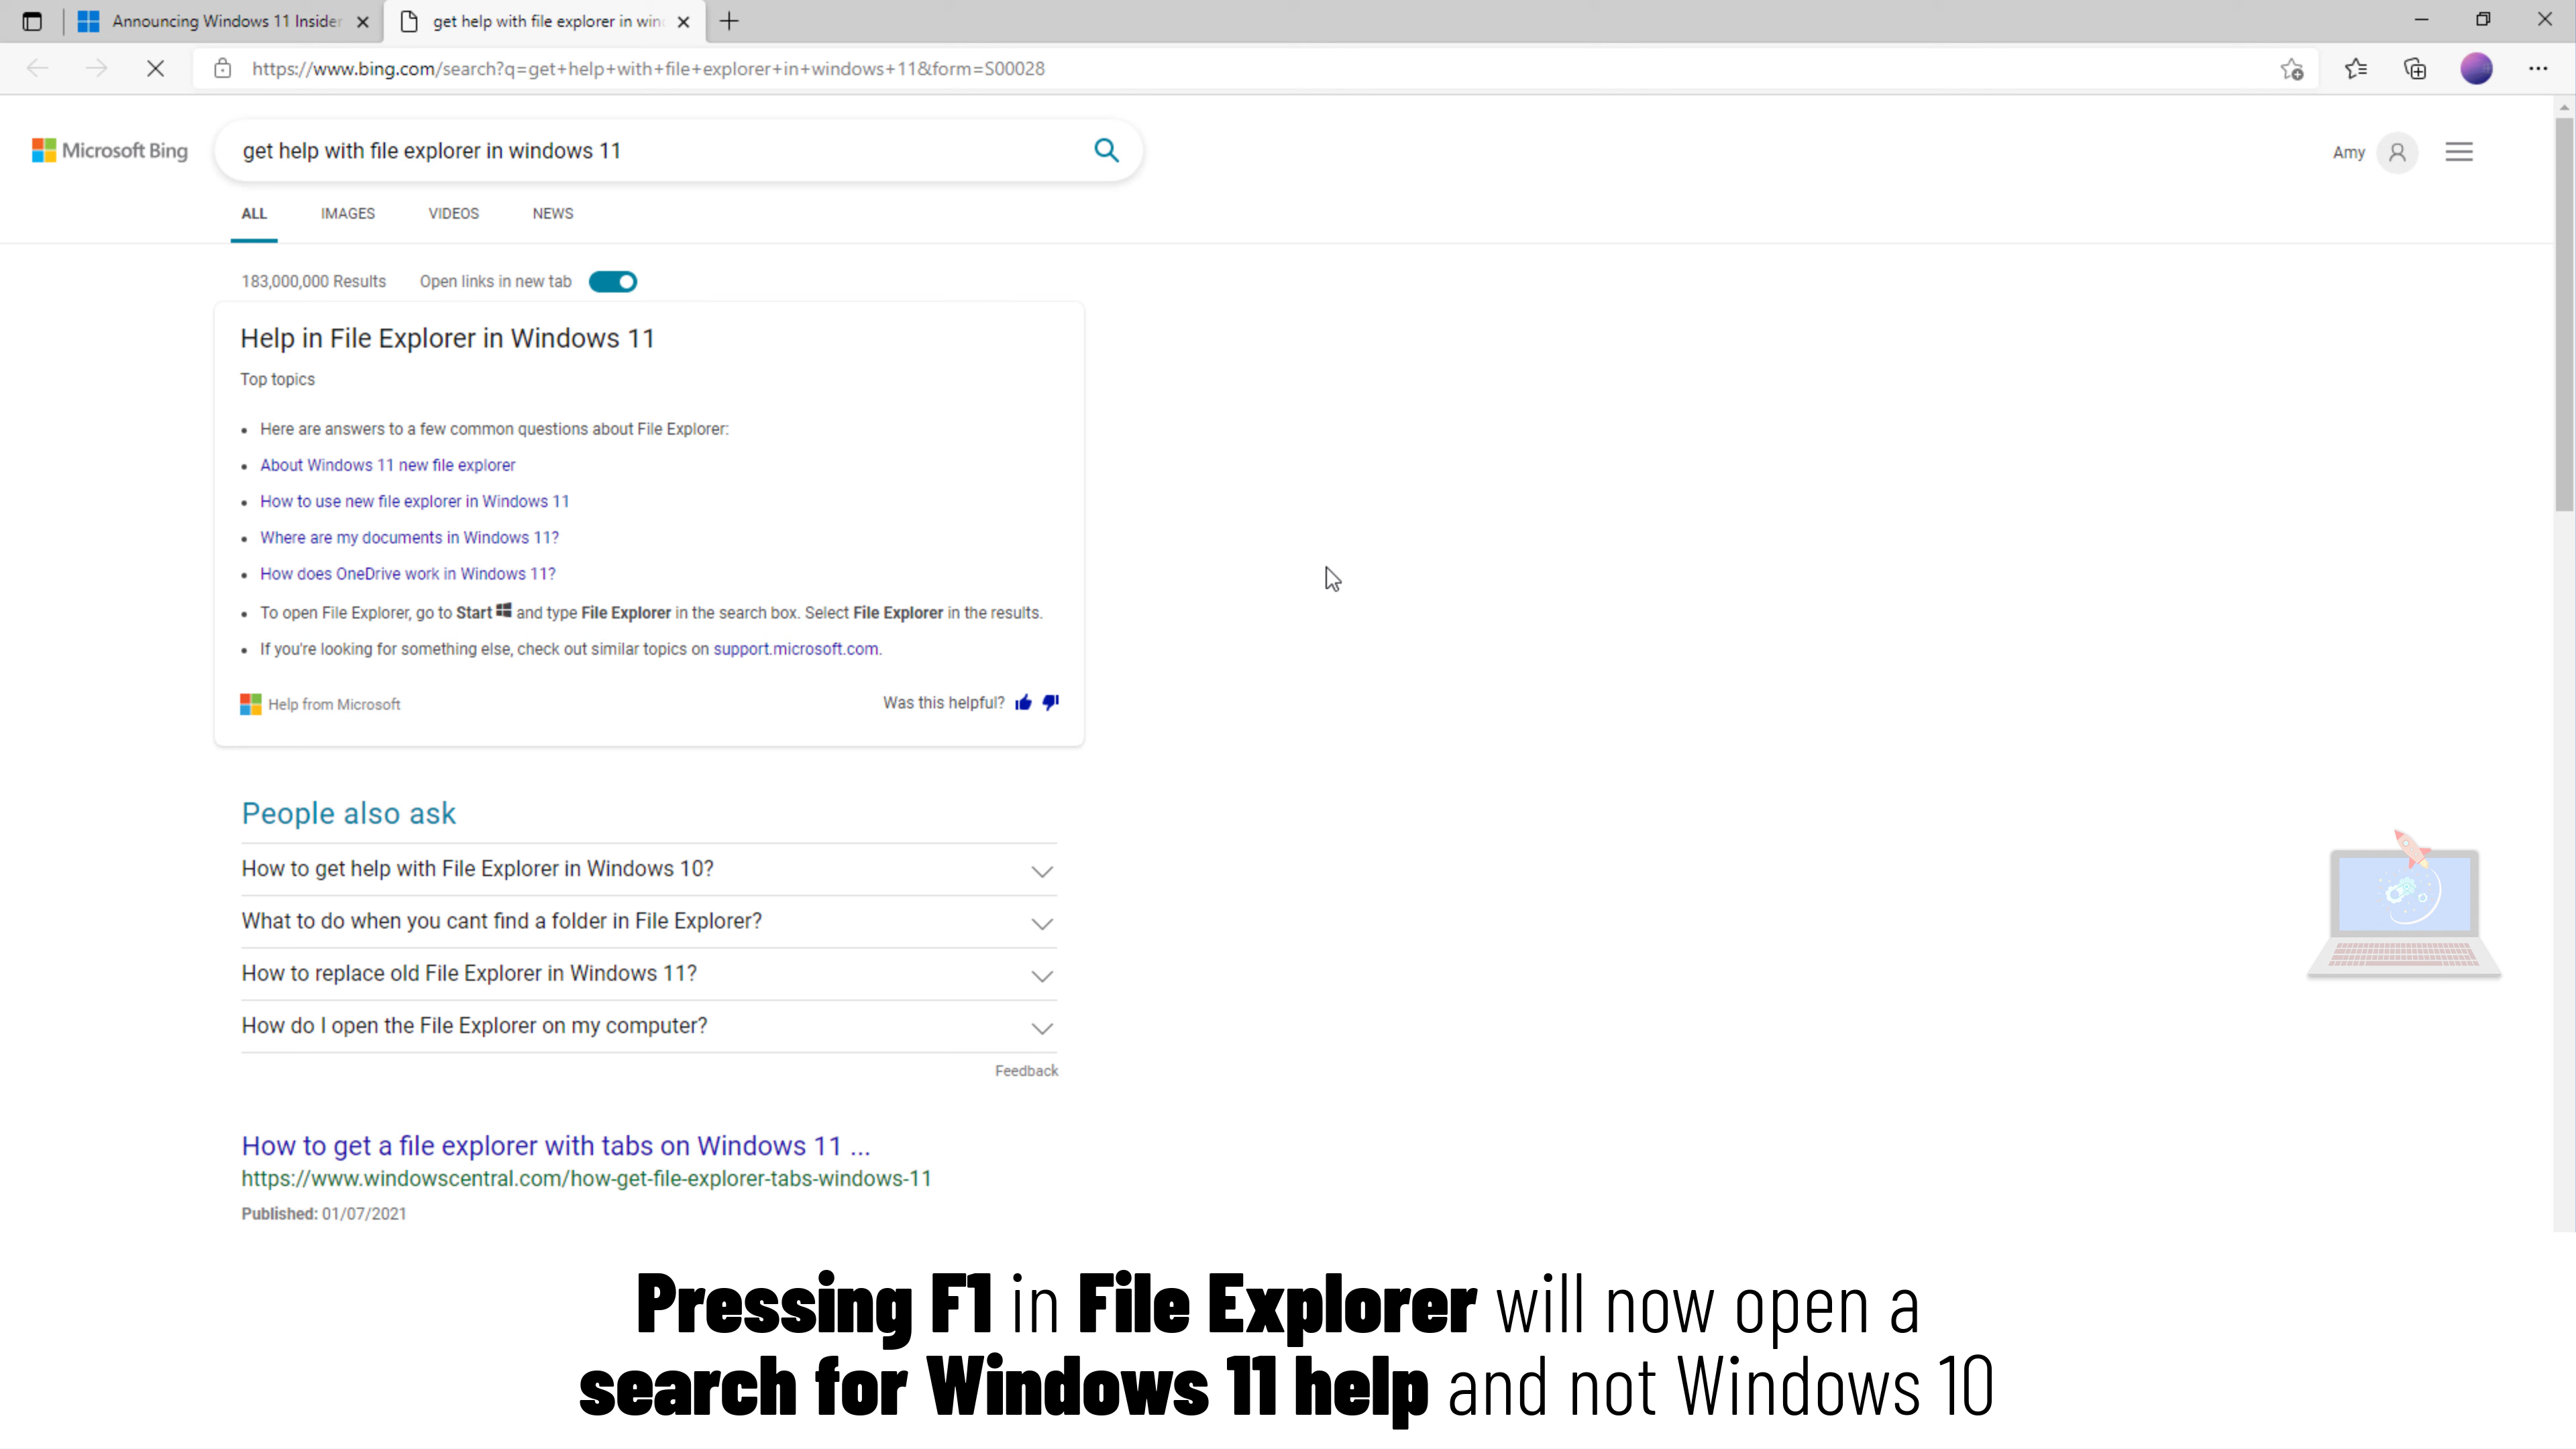 Announcing Windows 11 Insider
get help with file explorer in wind
https://www.bing.com/search?q=get+help+with+file+explorer+in+windows+11&form=S00028
Microsoft Bing
get help with file explorer in windows 11
Amy
ALL IMAGES VIDEOS NEWS
183,000,000 Results Open links in new tab
Help in File Explorer in Windows 11
Top topics
Here are answers to a few common questions about File Explorer:
About Windows 11 new file explorer
How to use new file explorer in Windows 11
Where are my documents in Windows 11?
How does OneDrive work in Windows 11?
To open File Explorer, go to Start and type File Explorer in the search box. Select File Explorer in the results.
If you're looking for something else, check out similar topics on support.microsoft.com.
Help from Microsoft
Was this helpful?
People also ask
How to get help with File Explorer in Windows 10?
What to do when you cant find a folder in File Explorer?
How to replace old File Explorer in Windows 11?
How do I open the File Explorer on my computer?
Feedback
How to get a file explorer with tabs on Windows 11 ...
https://www.windowscentral.com/how-get-file-explorer-tabs-windows-11
Published: 01/07/2021
Pressing F1 in File Explorer will now open a
search for Windows 11 help and not Windows 10